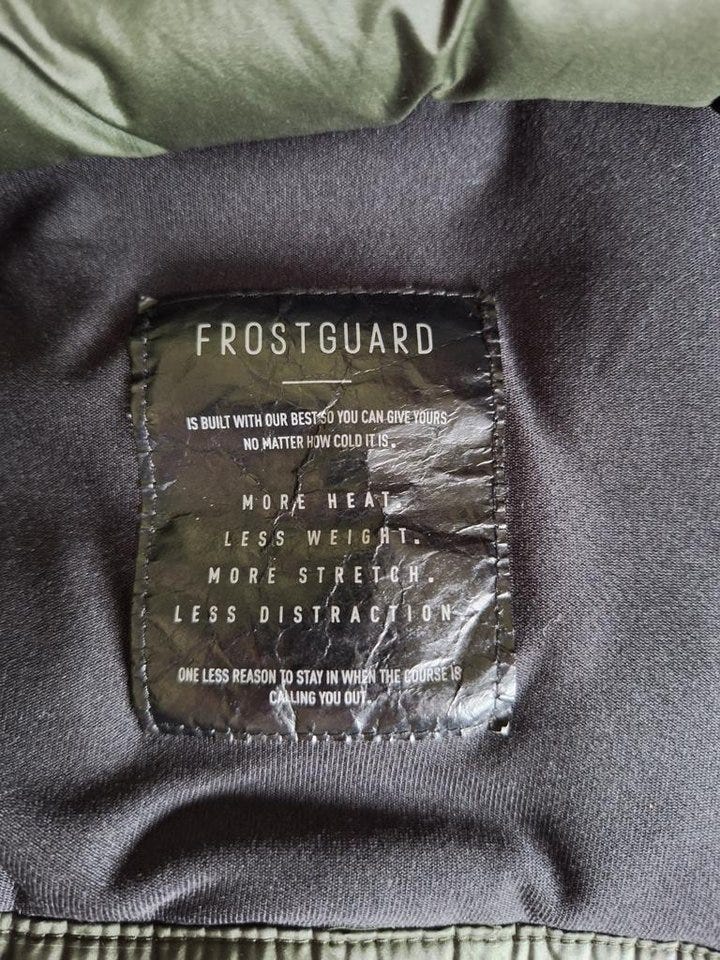 FROSTGUARD
IS BUILT WITH OUR BEST SO YOU CAN GIVE YOURS
NO MATTER HOW COLD IT IS.
MORE HEAT
LESS WEIGHT.
MORE STRETCH.
LESS DISTRACTION
ONE LESS REASON TO STAY IN WHEN THE COURSE IS
CALLING YOU OUT.